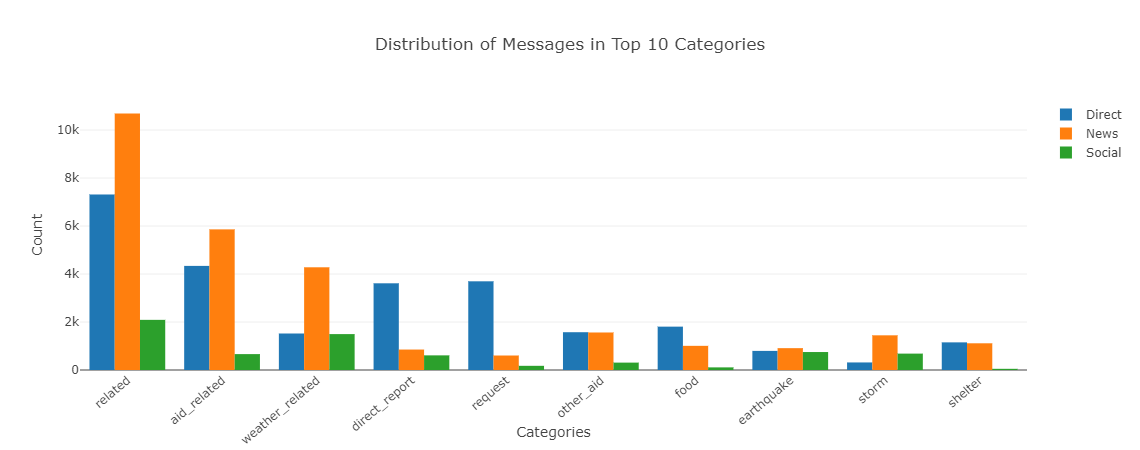 Distribution of Messages in Top 10 Categories
Direct
News
Social
10k
8k
6k
4k
2k
0
Count
related
aid_related
weather_related
direct_report
request
other_aid
food
earthquake
storm
shelter
Categories